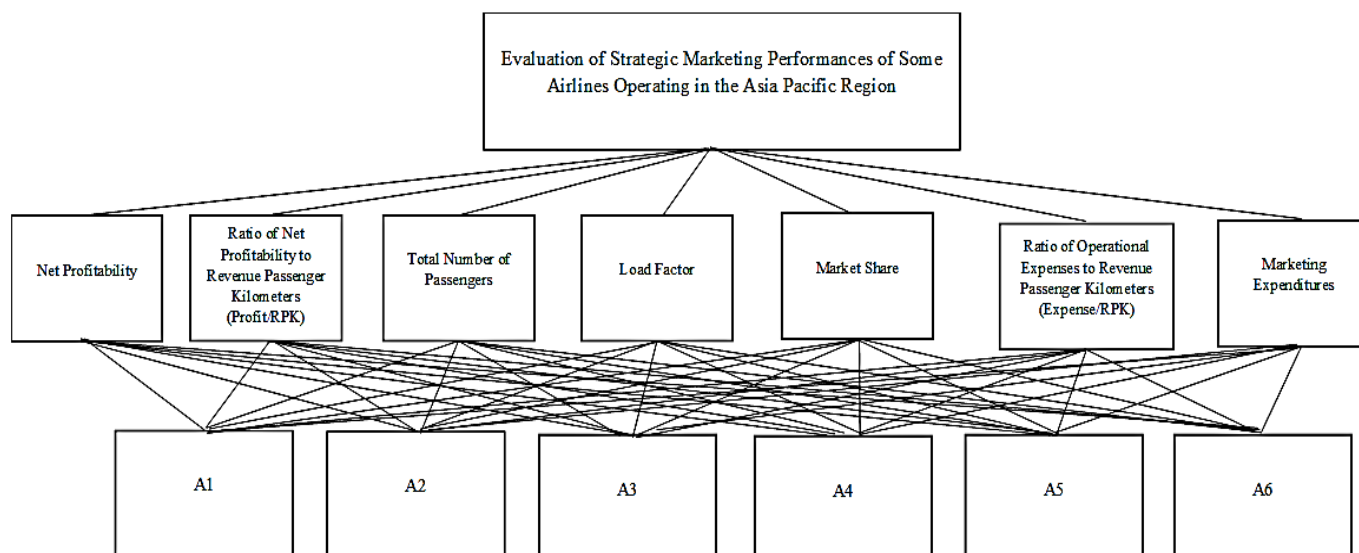 Evaluation of Strategic Marketing Performances of Some
Airlines Operating in the Asia Pacific Region
Net Profitability
Ratio of Net
Profitability to
Revenue Passenger
Kilometers
(Profit/RPK)
Total Number of
Passengers
Load Factor
Market Share
Ratio of Operational
Expenses to Revenue
Passenger Kilometers
(Expense/RPK)
Marketing
Expenditures
A1
A2
A3
A4
A5
A6